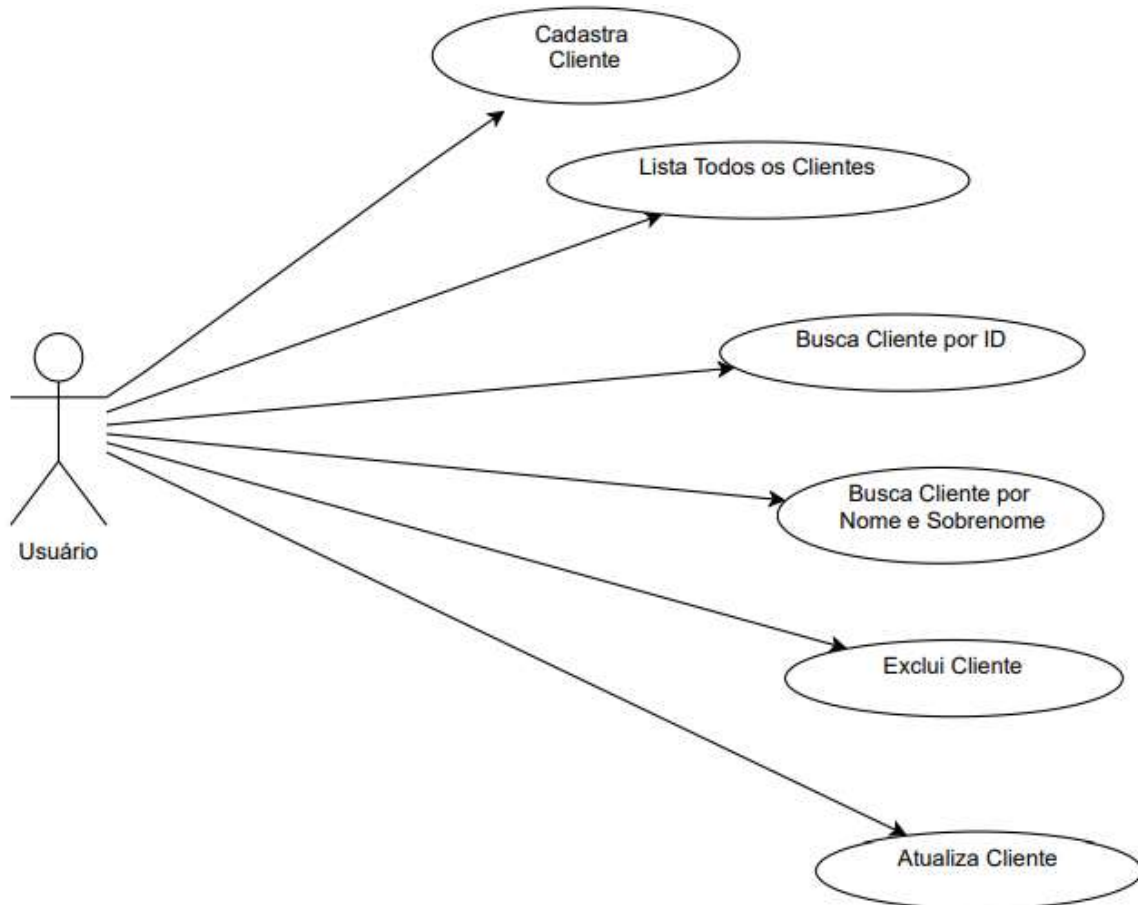 Cadastra
Cliente
Lista Todos os Clientes
Busca Cliente por ID
Busca Cliente por
Nome e Sobrenome
Usuário
Exclui Cliente
Atualiza Cliente